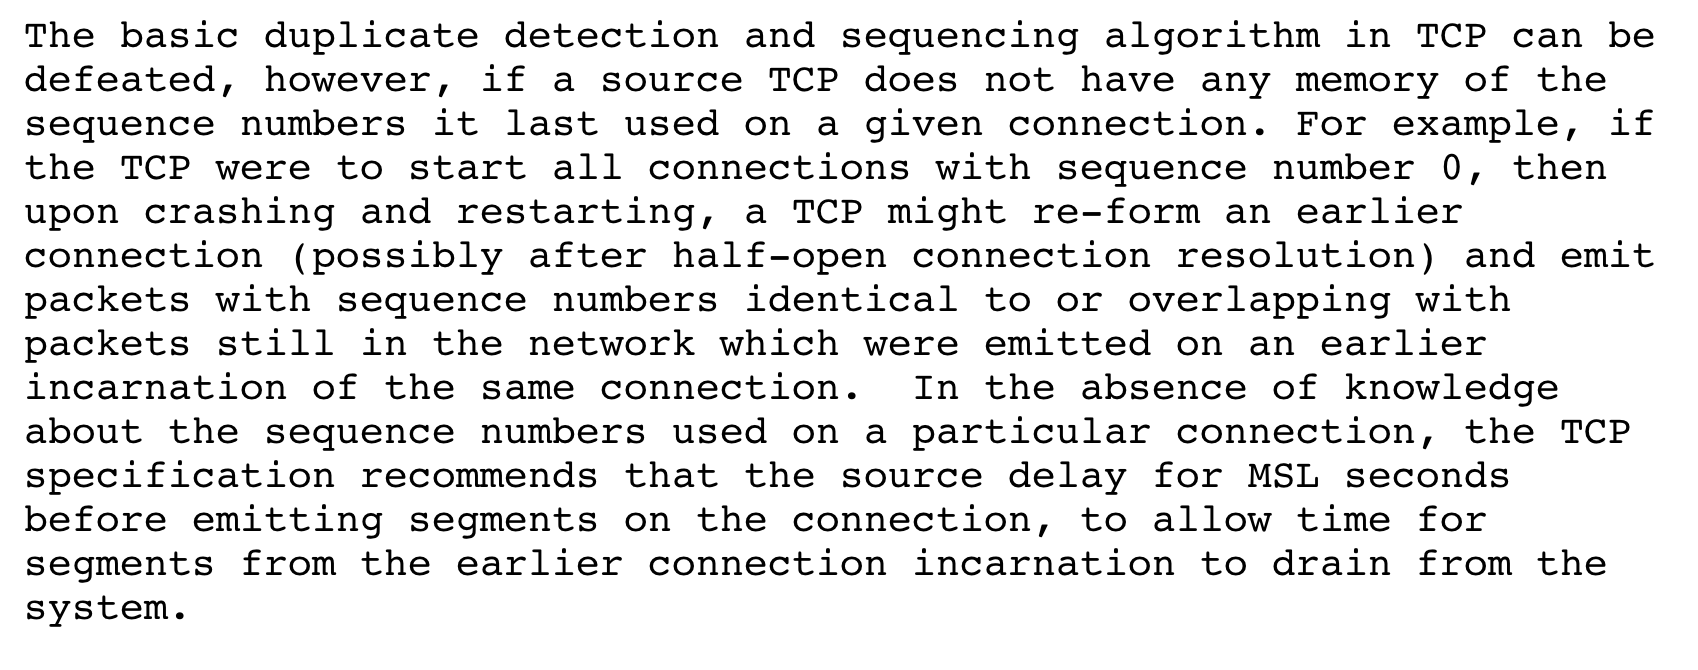 The basic duplicate detection and sequencing algorithm in TCP can be
defeated, however, if a source TCP does not have any memory of the
sequence numbers it last used on a given connection. For example, if
the TCP were to start all connections with sequence number 0, then
upon crashing and restarting, a TCP might re-form an earlier
connection (possibly after half-open connection resolution) and emit
packets with sequence numbers identical to or overlapping with
packets still in the network which were emitted on an earlier
incarnation of the same connection.  In the absence of knowledge
about the sequence numbers used on a particular connection, the TCP
specification recommends that the source delay for MSL seconds
before emitting segments on the connection, to allow time for
segments from the earlier connection incarnation to drain from the
system.